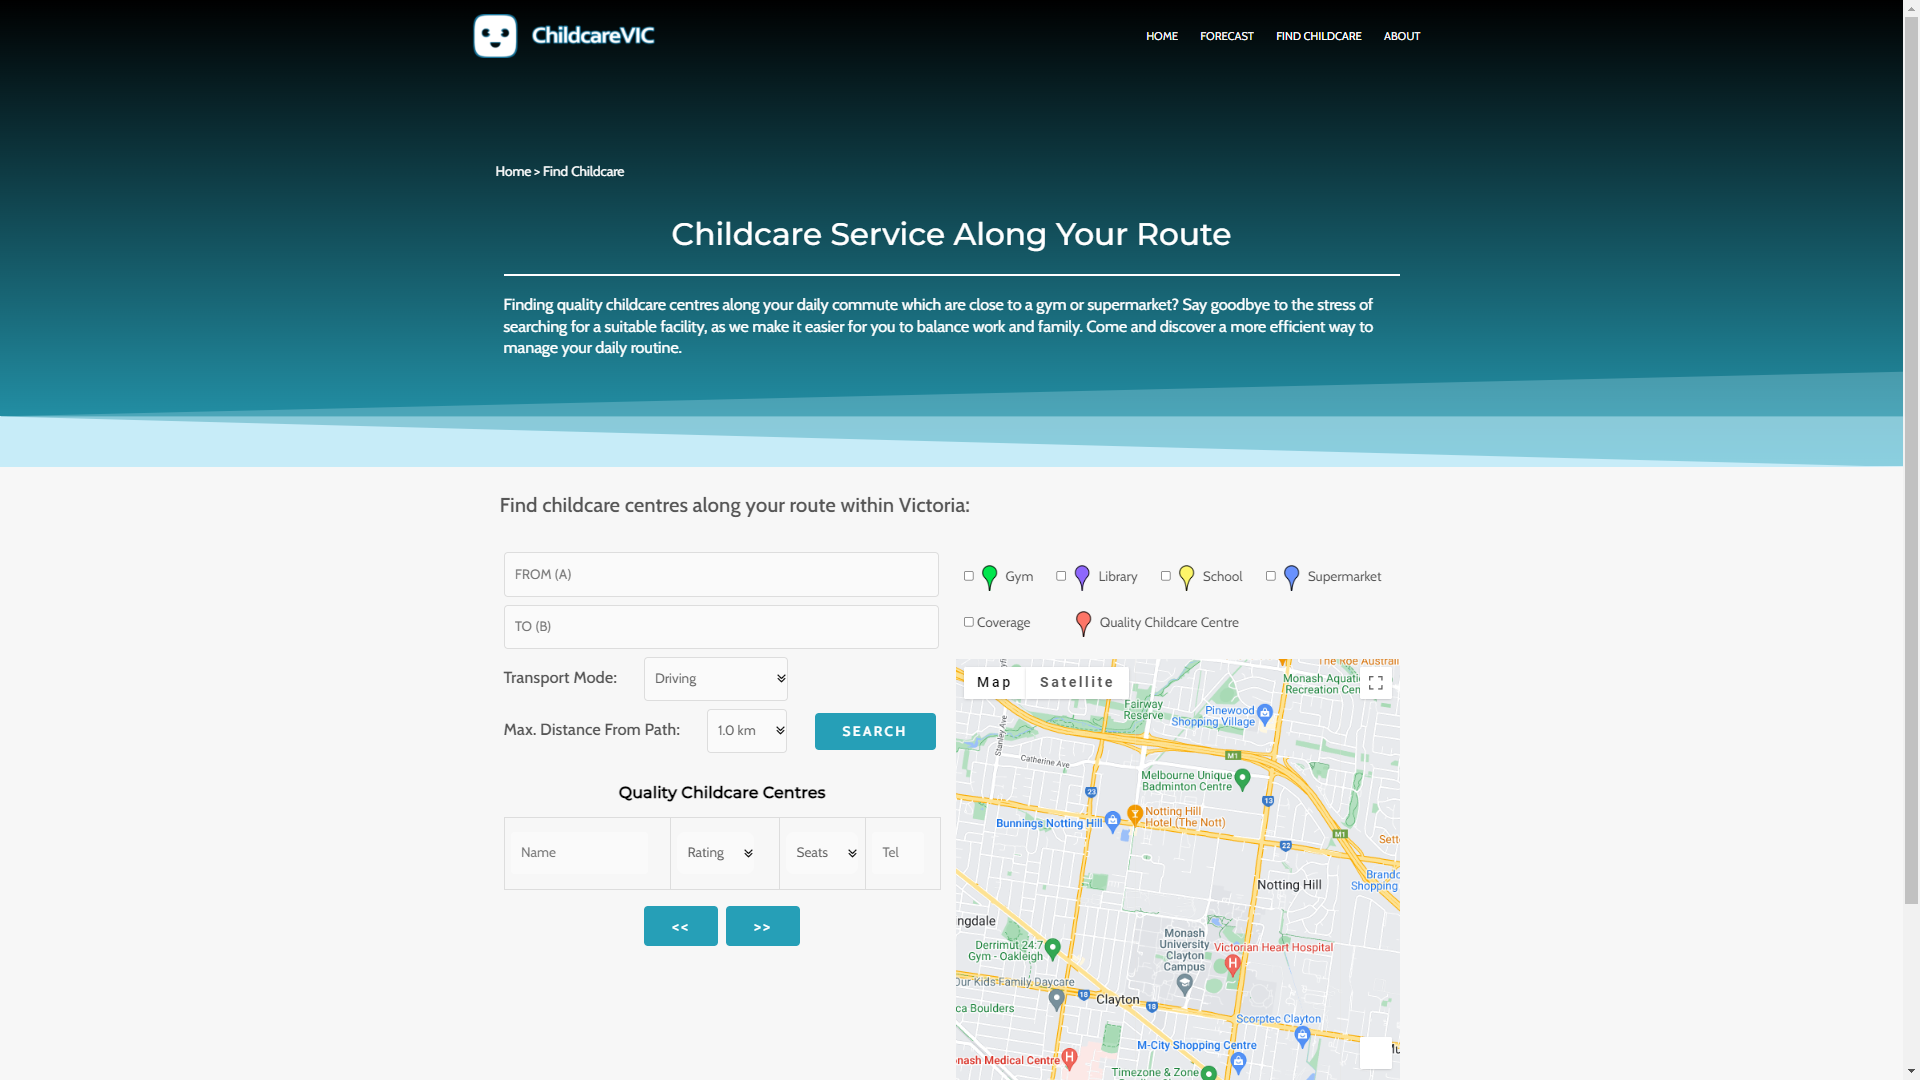 ChildcareVIC
HOME FORECAST FIND CHILDCARE ABOUT
Home > Find Childcare
Childcare Service Along Your Route
Finding quality childcare centres along your daily commute which are close to a gym or supermarket? Say goodbye to the stress of
searching for a suitable facility, as we make it easier for you to balance work and family. Come and discover a more efficient way to
manage your daily routine.
Find childcare centres along your route within Victoria:
FROM (A)
TO (B)
Transport Mode: Driving
Max. Distance From Path: 1.0 km SEARCH
Quality Childcare Centres
Name Rating Seats Tel
<< >>
Gym Library School Supermarket
Coverage Quality Childcare Centre
Map Satellite
The Roe Australi
Monash Aquati
Recreation Cen
Fairway
Reserve
Pinewood
Shopping Village
Stanley Ave
Catherine Ave
M1
Melbourne Unique
Badminton Centre
23
13
Notting Hill
Hotel (The Nott)
Bunnings Notting Hill
M1
Sett
22
Brando
Shopping
Notting Hill
ngdale
Monash
University
Clayton
Campus
Victorian Heart Hospital
Derrimut 24:7
Gym - Oakleigh
Our Kids Family Daycare
18
Clayton
18
ca Boulders
Scorptec Clayton
M-City Shopping Centre
onash Medical Centre
Timezone & Zone